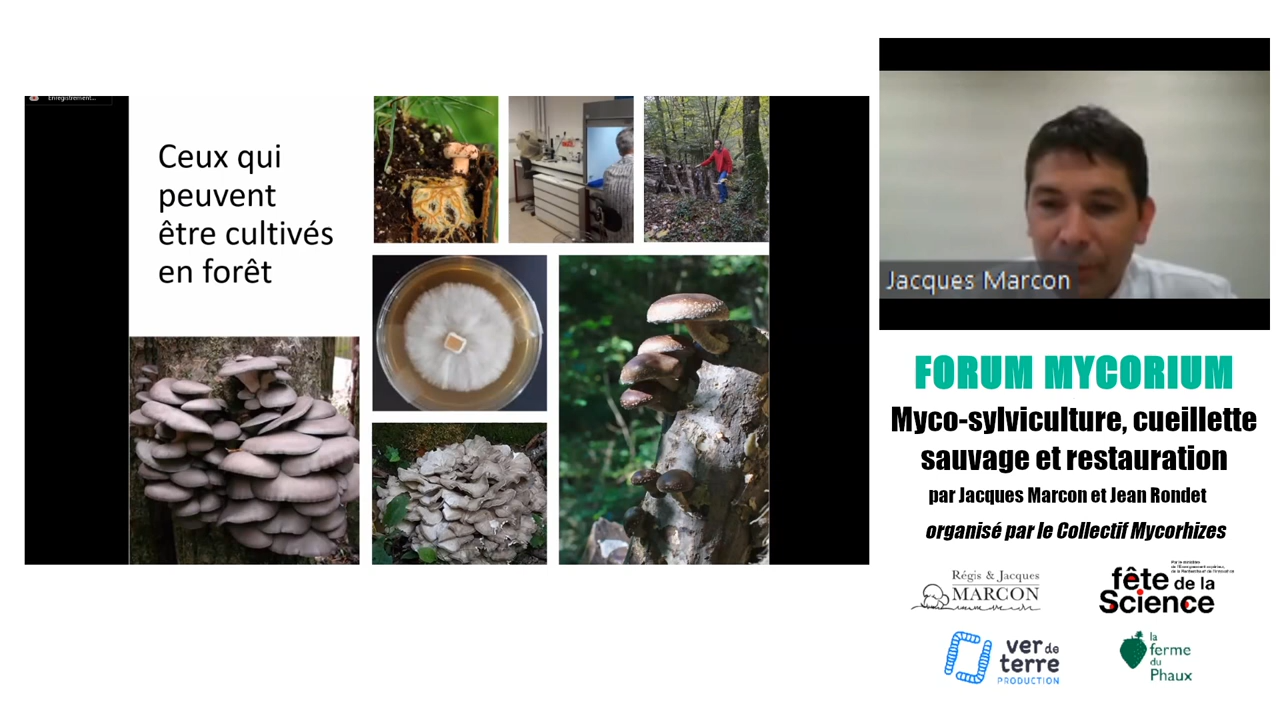 Enregistrement...
Ceux qui
peuvent
être cultivés
en forêt
Jacques Marcon
FORUM MYCORIUM
Myco-sylviculture, cueillette
sauvage et restauration
par Jacques Marcon et Jean Rondet
organisé par le Collectif Mycorhizes
Régis & Jacques
MARCON
fête de la
Science
ver de
terre
PRODUCTION
la
ferme
du
Phaux